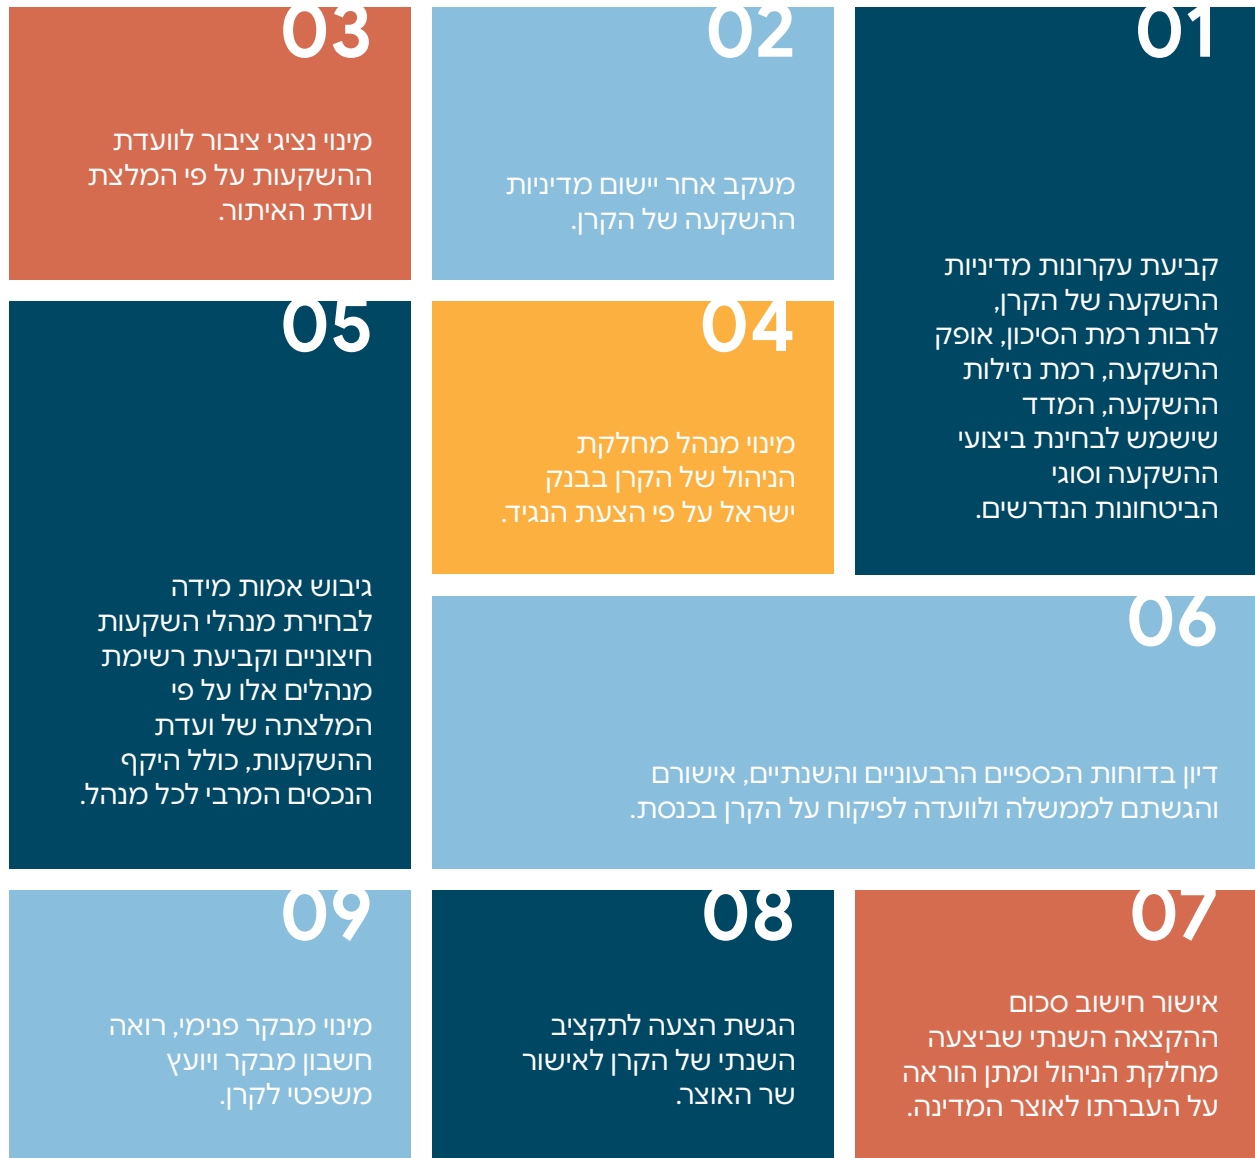 01
קביעת עקרונות מדיניות
ההשקעה של הקרן,
לרבות רמת הסיכון, אופק
ההשקעה, רמת נזילות
ההשקעה, המדד
שישמש לבחינת ביצועי
ההשקעה וסוגי
הביטחונות הנדרשים.
02
מעקב אחר יישום מדיניות
ההשקעה של הקרן.
03
מינוי נציגי ציבור לוועדת
ההשקעות על פי המלצת
ועדת האיתור.
04
מינוי מנהל מחלקת
הניהול של הקרן בבנק
ישראל על פי הצעת הנגיד.
05
גיבוש אמות מידה
לבחירת מנהלי השקעות
חיצוניים וקביעת רשימת
מנהלים אלו על פי
המלצתה של ועדת
ההשקעות, כולל היקף
הנכסים המרבי לכל מנהל.
06
דיון בדוחות הכספיים הרבעוניים והשנתיים, אישורם
והגשתם לממשלה ולוועדה לפיקוח על הקרן בכנסת.
07
אישור חישוב סכום
ההקצאה השנתי שביצעה
מחלקת הניהול ומתן הוראה
על העברתו לאוצר המדינה.
08
הגשת הצעה לתקציב
השנתי של הקרן לאישור
שר האוצר.
09
מינוי מבקר פנימי, רואה
חשבון מבקר ויועץ
משפטי לקרן.